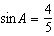 sin A = 4/5